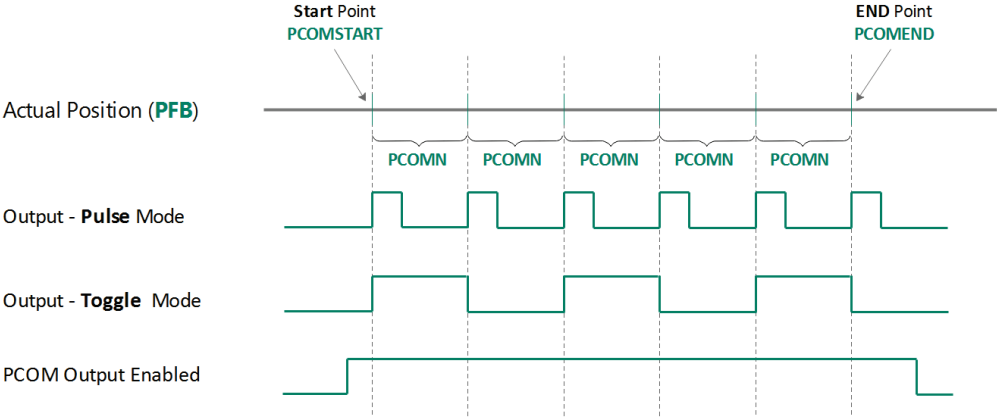 Start Point
PCOMSTART
END Point
PCOMEND
Actual Position (PFB)
PCOMN
PCOMN
PCOMN
PCOMN
PCOMN
Output - Pulse Mode
Output - Toggle Mode
PCOM Output Enabled